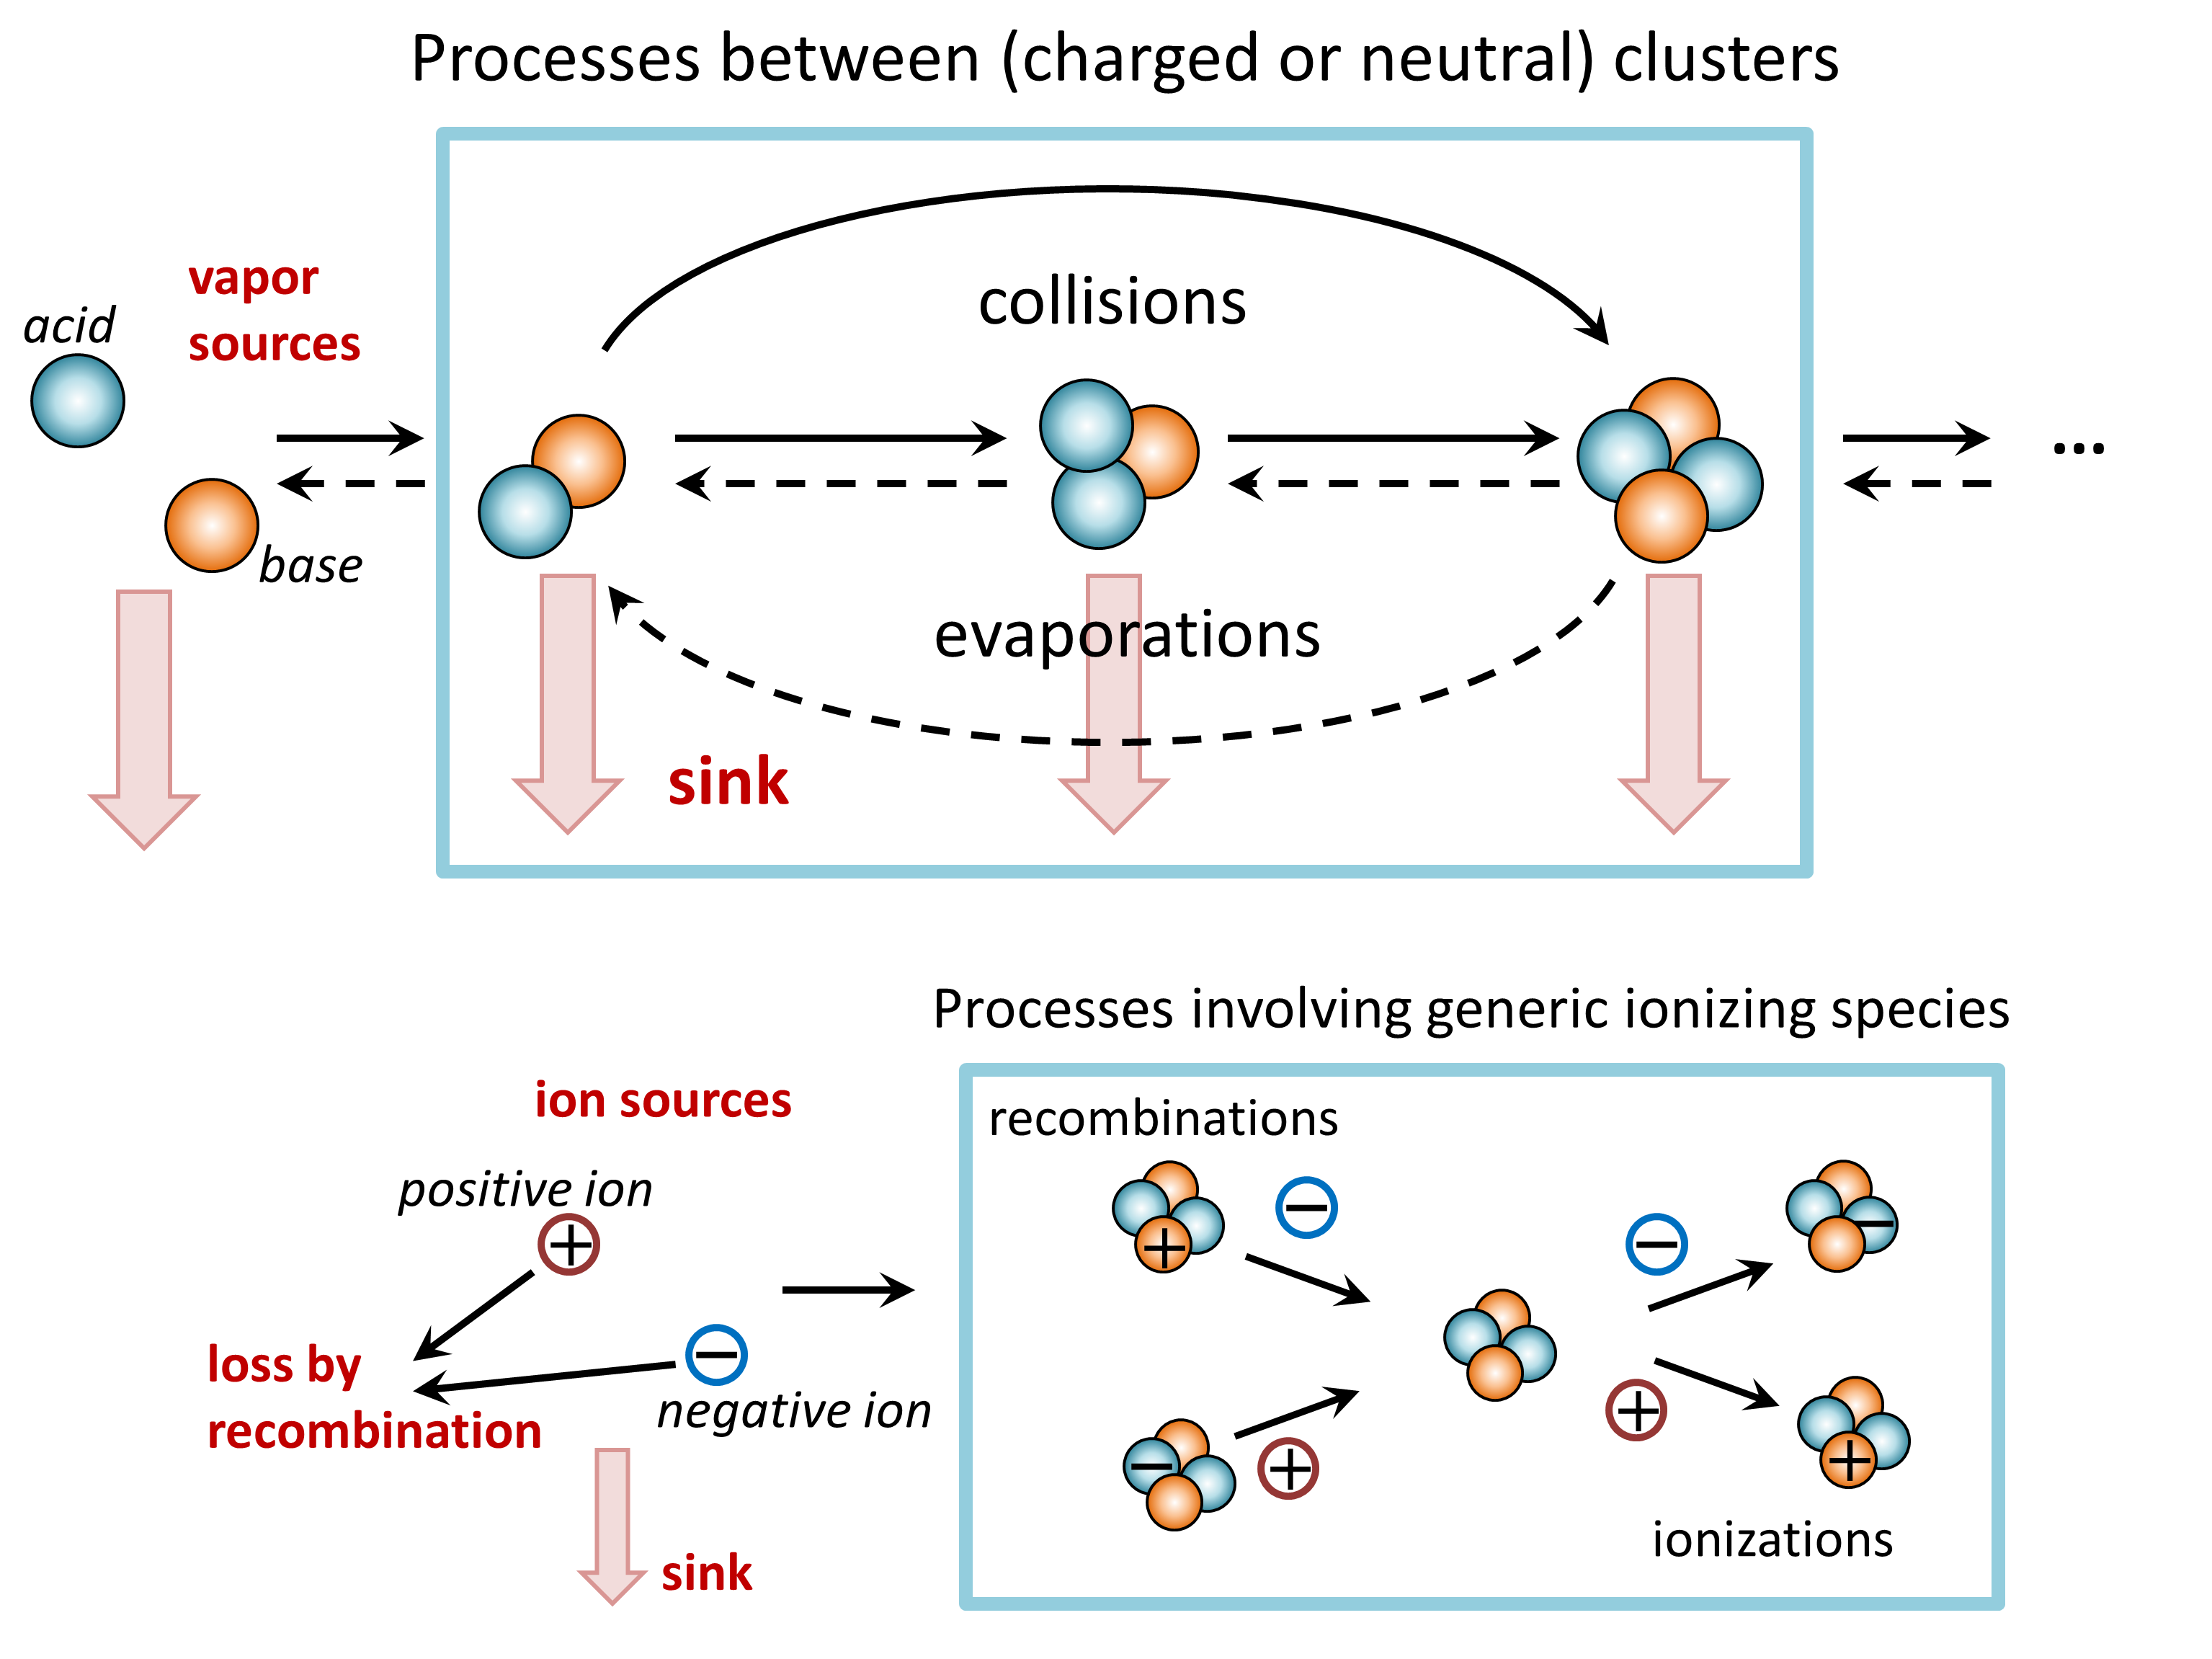 Processes between (charged or neutral) clusters
vapor
sources
acid
base
collisions
...
evaporations
sink
Processes involving generic ionizing species
ion sources
positive ion
+
−
negative ion
loss by
recombination
sink
recombinations
+
−
−
+
−
−
+
+
ionizations